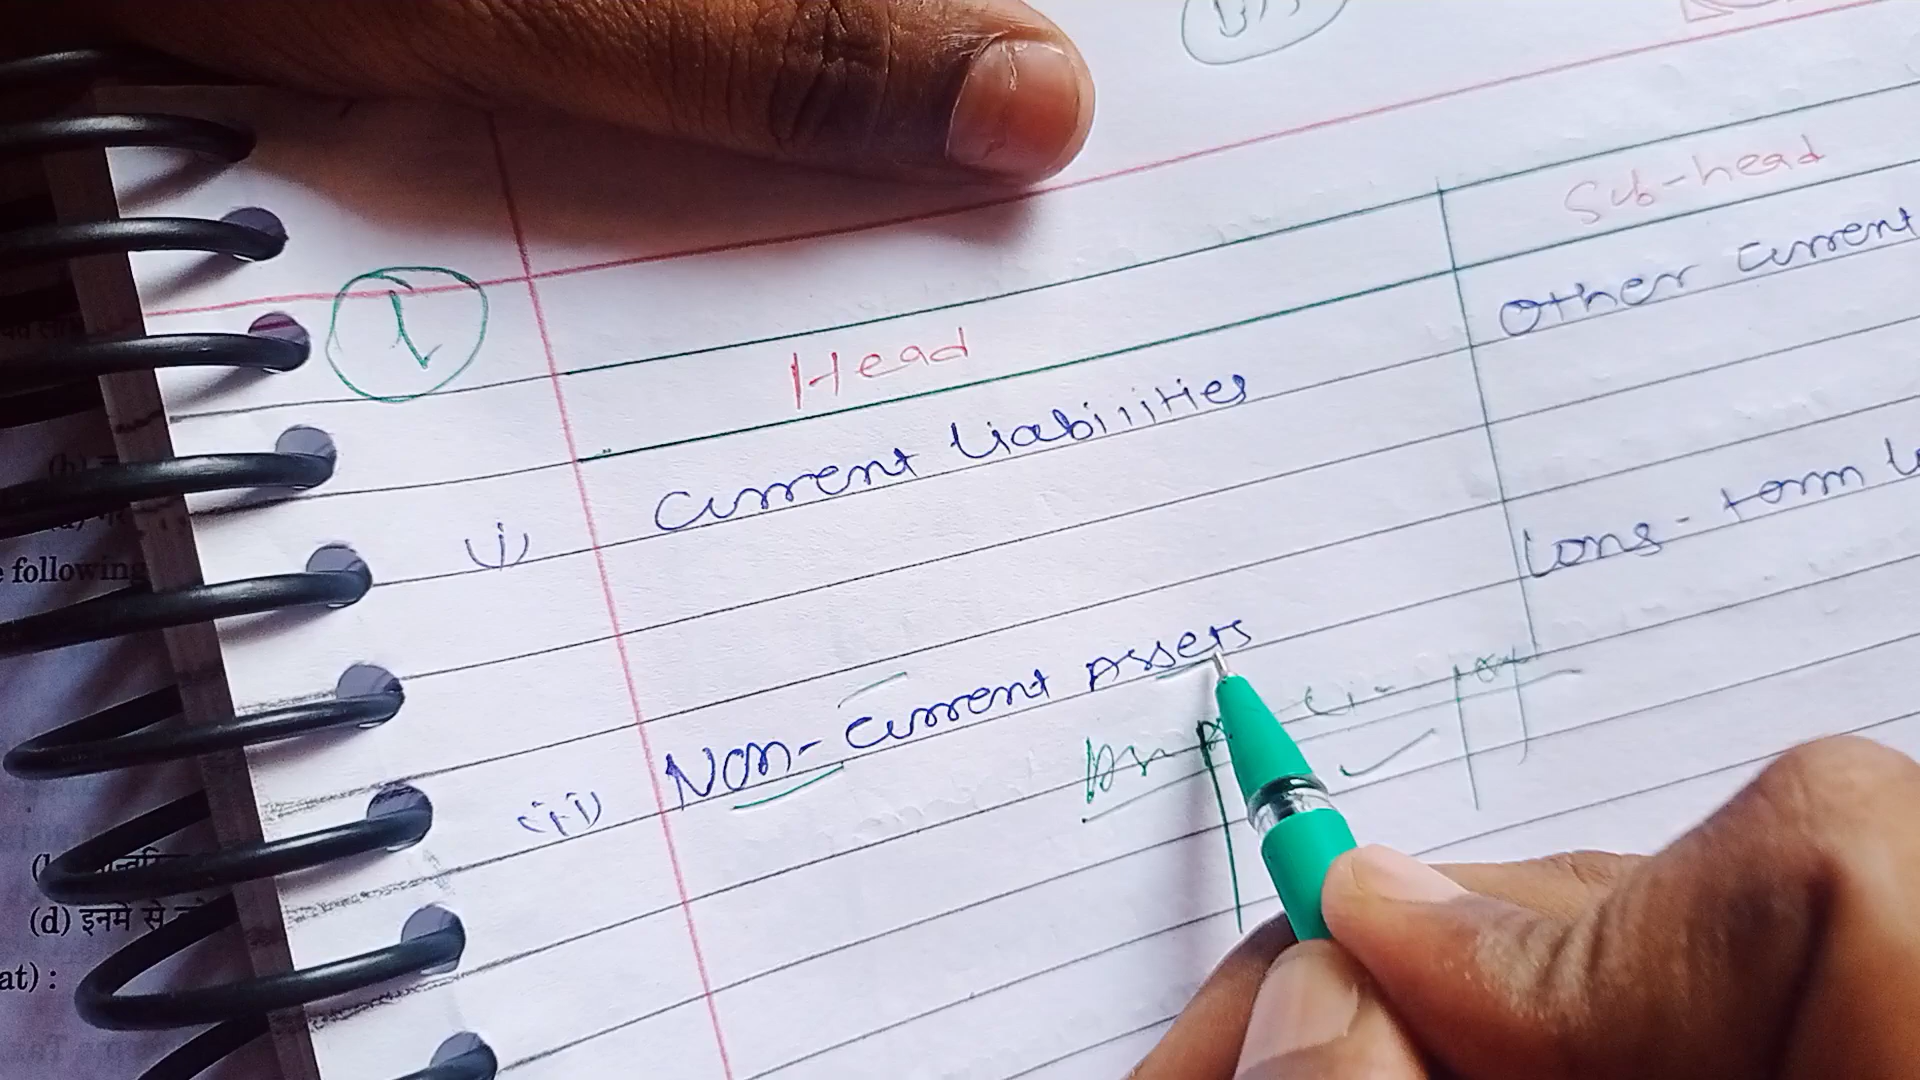 1
Head
Sub-head
(i) Current Liabilities
Other Current
(ii) Non-Current Assets
Long-term
e following
(d) इनमें से
at) :